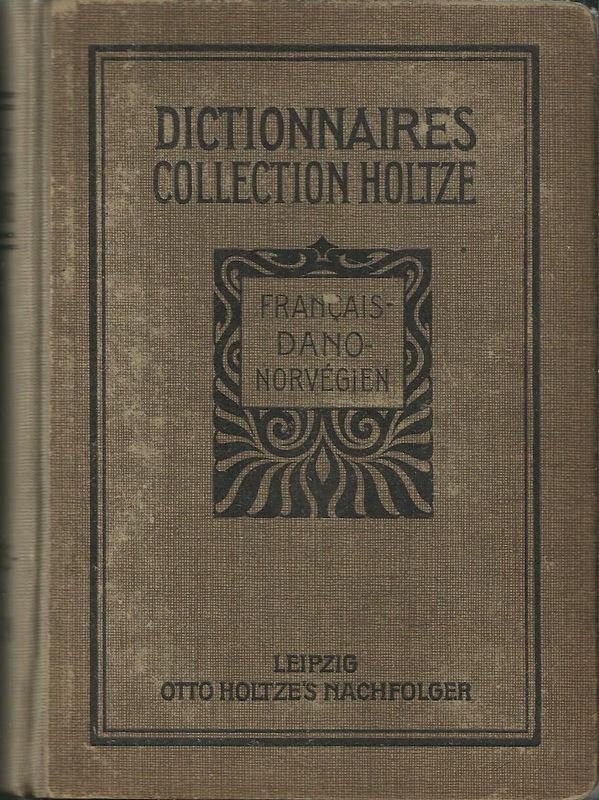 DICTIONNAIRES
COLLECTION HOLTZE
FRANÇAIS-
DANO-
NORVÉGIEN
LEIPZIG
OTTO HOLTZE'S NACHFOLGER